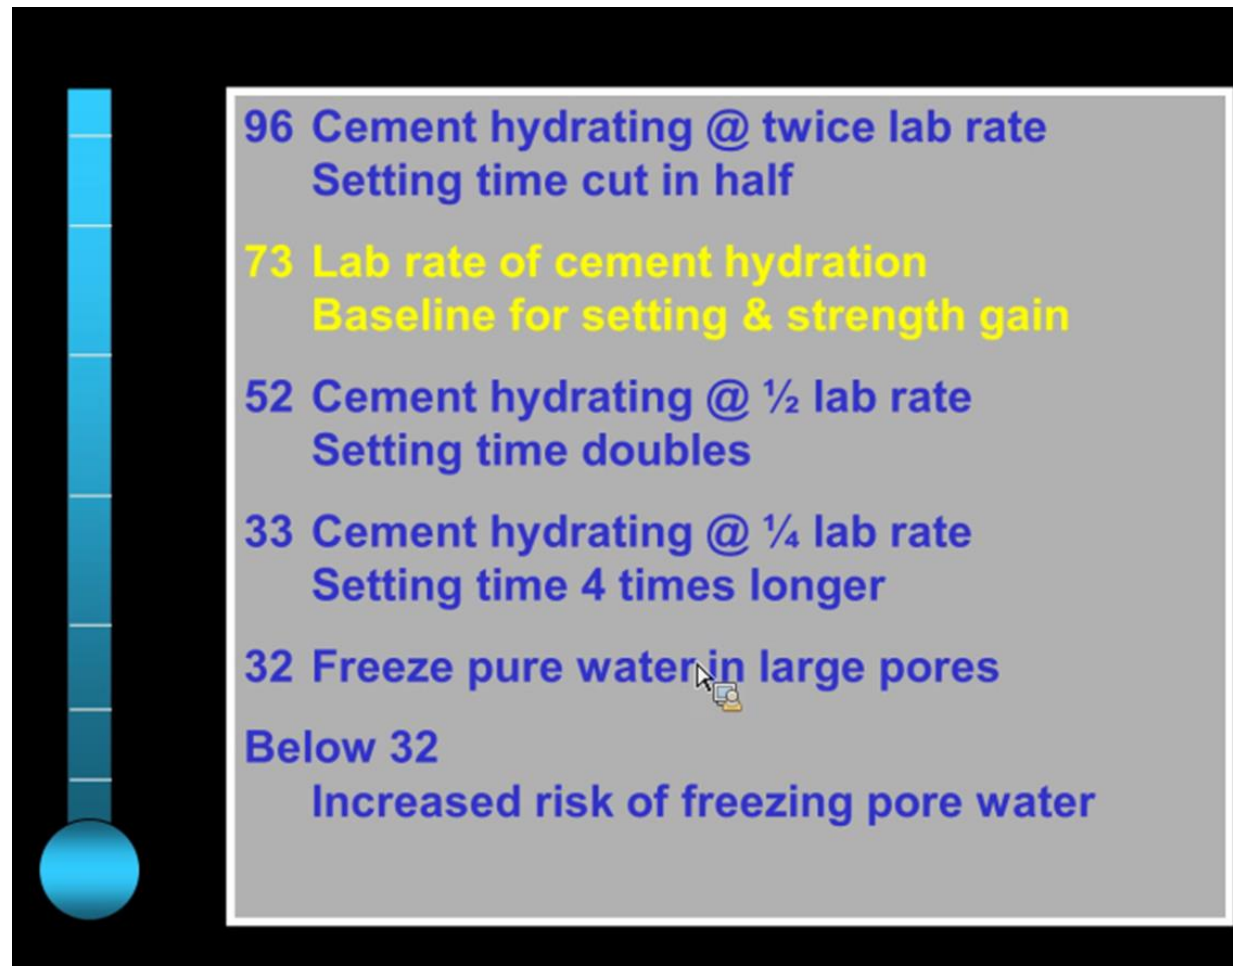 96 Cement hydrating @ twice lab rate
Setting time cut in half
73 Lab rate of cement hydration
Baseline for setting & strength gain
52 Cement hydrating @ ½ lab rate
Setting time doubles
33 Cement hydrating @ ¼ lab rate
Setting time 4 times longer
32 Freeze pure water in large pores
Below 32
Increased risk of freezing pore water